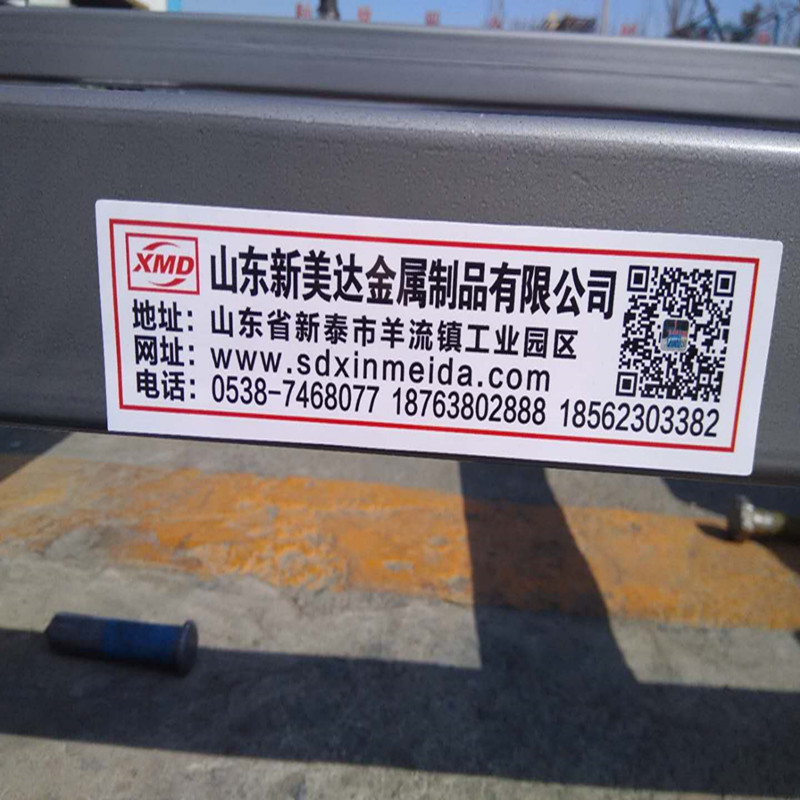 XMD
山东新美达金属制品有限公司
地址：山东省新泰市羊流镇工业园区
网址：www.sdxinmeida.com
电话：0538-7468077 18763802888 18562303382